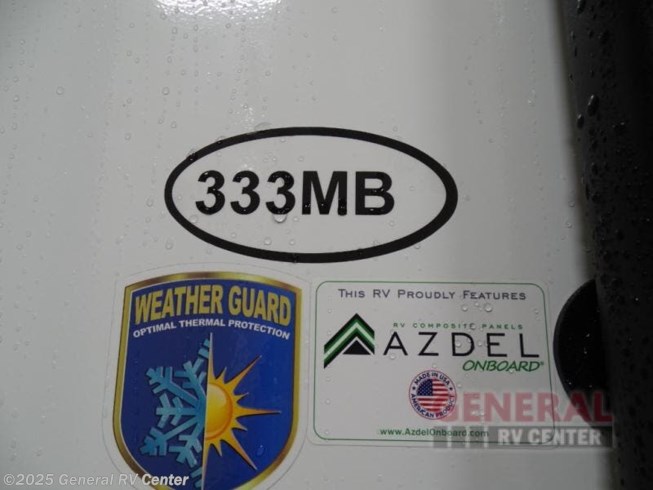 333MB
WEATHER GUARD
OPTIMAL THERMAL PROTECTION
This RV Proudly Features
RV COMPOSITE PANELS
AZDEL
ONBOARD®
MADE IN USA
www.AzdelOnboard.com
GENERAL
RV CENTER
©2025 General RV Center